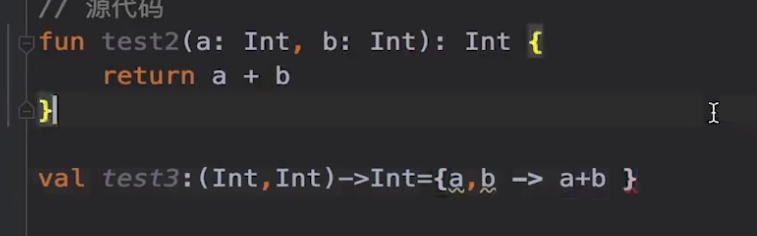 // 源代码
fun test2(a: Int, b: Int): Int {
return a + b
}
val test3:(Int,Int)->Int={a,b -> a+b }